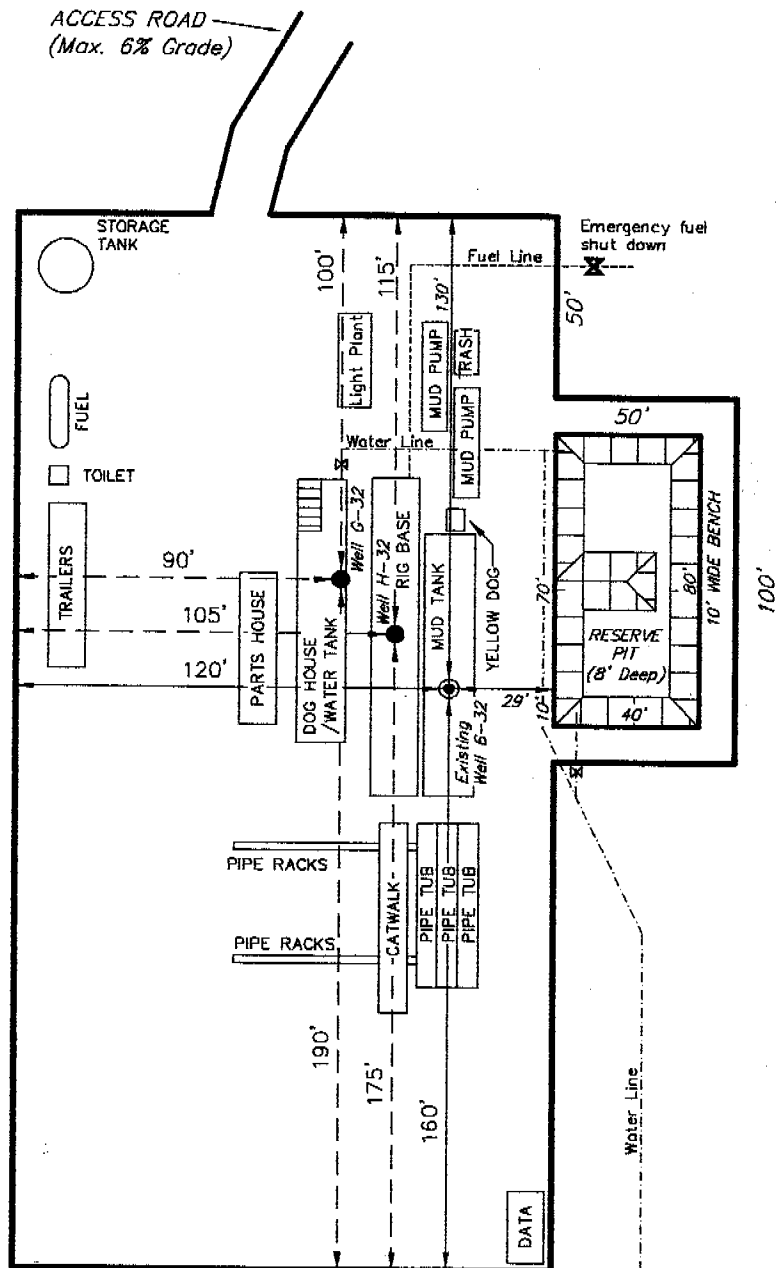 ACCESS ROAD
(Max. 6% Grade)
STORAGE
TANK
Emergency fuel
shut down
Fuel Line
100'
115'
130'
50'
Light Plant
MUD PUMP
TRASH
MUD PUMP
FUEL
50'
Water Line
TOILET
TRAILERS
90'
Well G-32
Well H-32
RIG BASE
105'
PARTS HOUSE
DOG HOUSE
/WATER TANK
MUD TANK
YELLOW DOG
70'
80'
10' WIDE BENCH
100'
RESERVE
PIT
(8' Deep)
120'
29'
10'
40'
Existing
Well 6-32
PIPE RACKS
CATWALK
PIPE TUB
PIPE TUB
PIPE TUB
PIPE RACKS
190'
175'
160'
Water Line
DATA